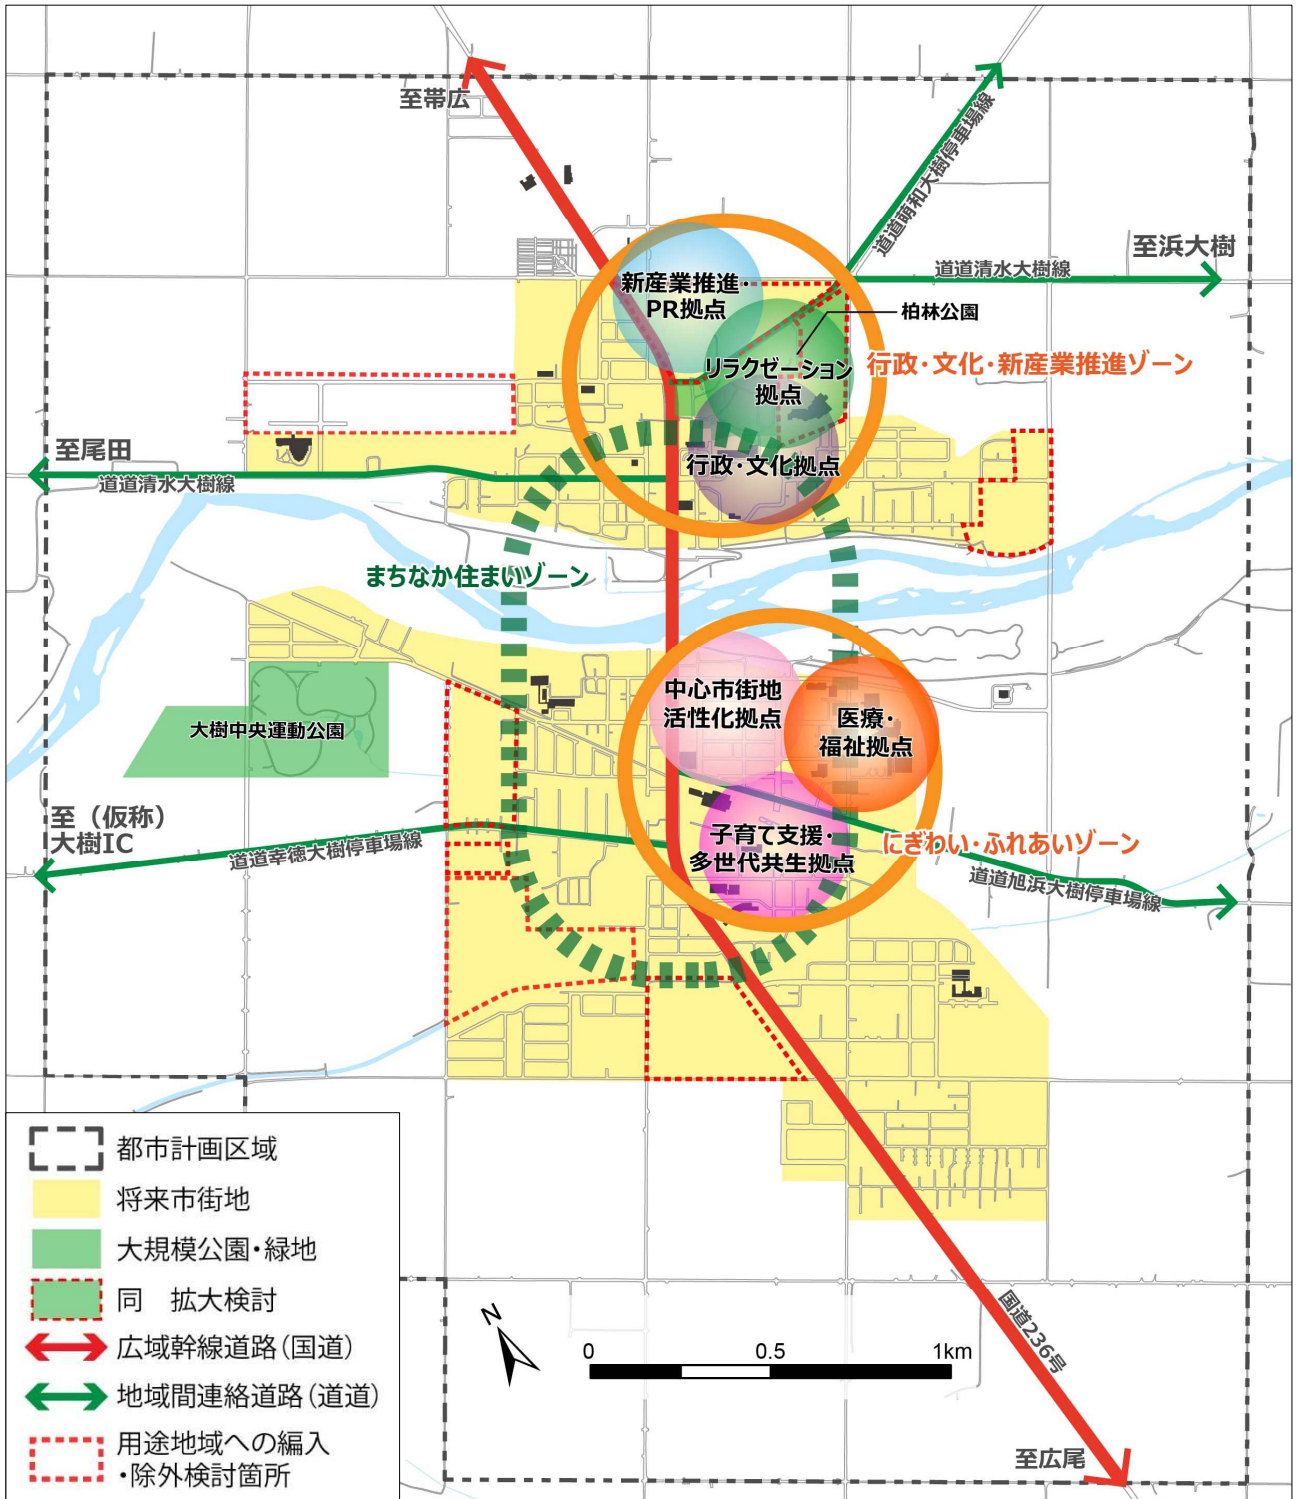 至帯広
道道萌和大樹停車場線
至浜大樹
道道清水大樹線
新産業推進・
PR拠点
柏林公園
リラクゼーション
拠点
行政・文化・新産業推進ゾーン
至尾田
道道清水大樹線
行政・文化拠点
まちなか住まいゾーン
中心市街地
活性化拠点
医療・
福祉拠点
大樹中央運動公園
至（仮称）
大樹IC
道道幸徳大樹停車場線
子育て支援・
多世代共生拠点
にぎわい・ふれあいゾーン
道道旭浜大樹停車場線
都市計画区域
将来市街地
大規模公園・緑地
同　拡大検討
広域幹線道路（国道）
地域間連絡道路（道道）
用途地域への編入
・除外検討箇所
N
0 0.5 1km
国道236号
至広尾